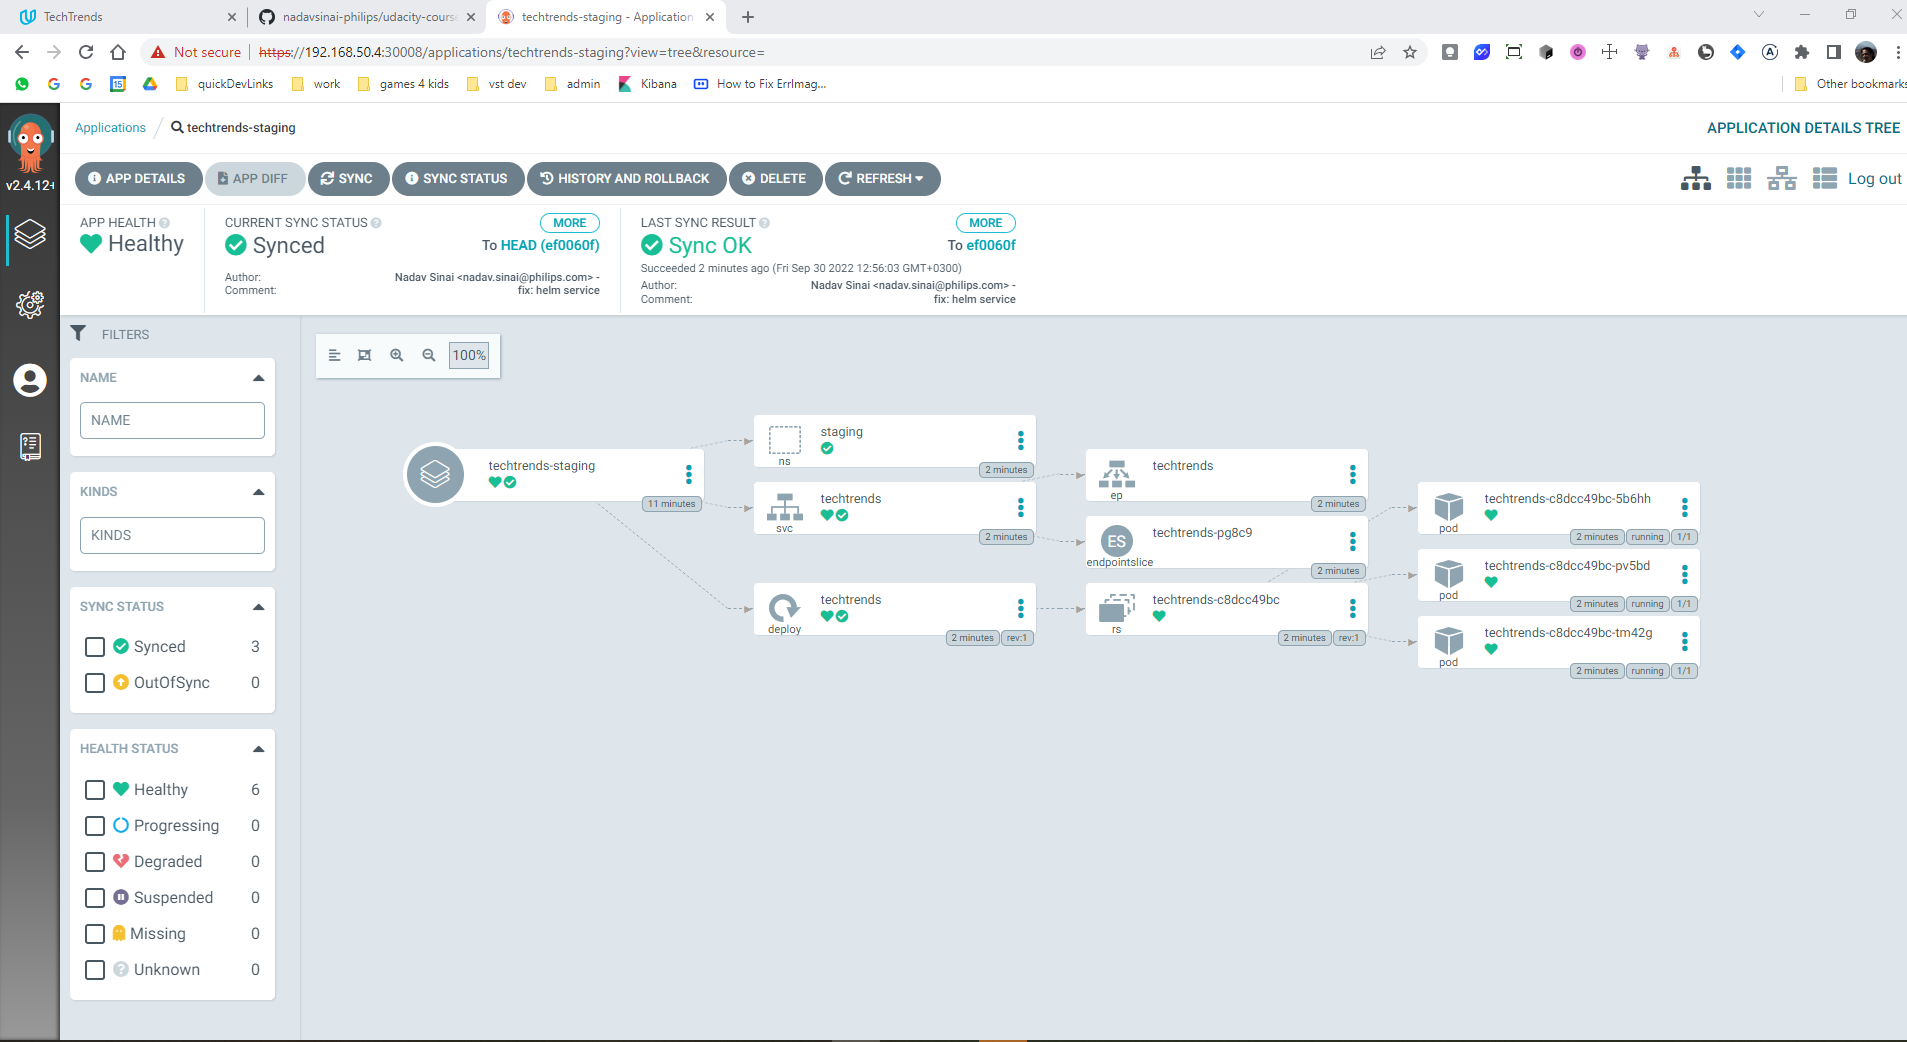 TechTrends
nadavsinai-philips/udacity-cours
techtrends-staging - Application
Not secure
https://192.168.50.4:30008/applications/techtrends-staging?view=tree&resource=
15
quickDevLinks
work
games 4 kids
vst dev
admin
Kibana
How to Fix ErrImag...
Other bookmarks
v2.4.12+
Applications / techtrends-staging
APPLICATION DETAILS TREE
APP DETAILS
APP DIFF
SYNC
SYNC STATUS
HISTORY AND ROLLBACK
DELETE
REFRESH
Log out
APP HEALTH
Healthy
CURRENT SYNC STATUS
MORE
Synced
To HEAD (ef0060f)
Author: Nadav Sinai <nadav.sinai@philips.com> -
Comment: fix: helm service
LAST SYNC RESULT
MORE
Sync OK
To ef0060f
Succeeded 2 minutes ago (Fri Sep 30 2022 12:56:03 GMT+0300)
Author: Nadav Sinai <nadav.sinai@philips.com> -
Comment: fix: helm service
FILTERS
NAME
NAME
KINDS
KINDS
SYNC STATUS
Synced 3
OutOfSync 0
HEALTH STATUS
Healthy 6
Progressing 0
Degraded 0
Suspended 0
Missing 0
Unknown 0
100%
techtrends-staging
11 minutes
staging
ns
2 minutes
techtrends
svc
2 minutes
techtrends
deploy
2 minutes rev:1
techtrends
ep
2 minutes
ES
techtrends-pg8c9
endpointslice
2 minutes
techtrends-c8dcc49bc
rs
2 minutes rev:1
techtrends-c8dcc49bc-5b6hh
pod
2 minutes running 1/1
techtrends-c8dcc49bc-pv5bd
pod
2 minutes running 1/1
techtrends-c8dcc49bc-tm42g
pod
2 minutes running 1/1